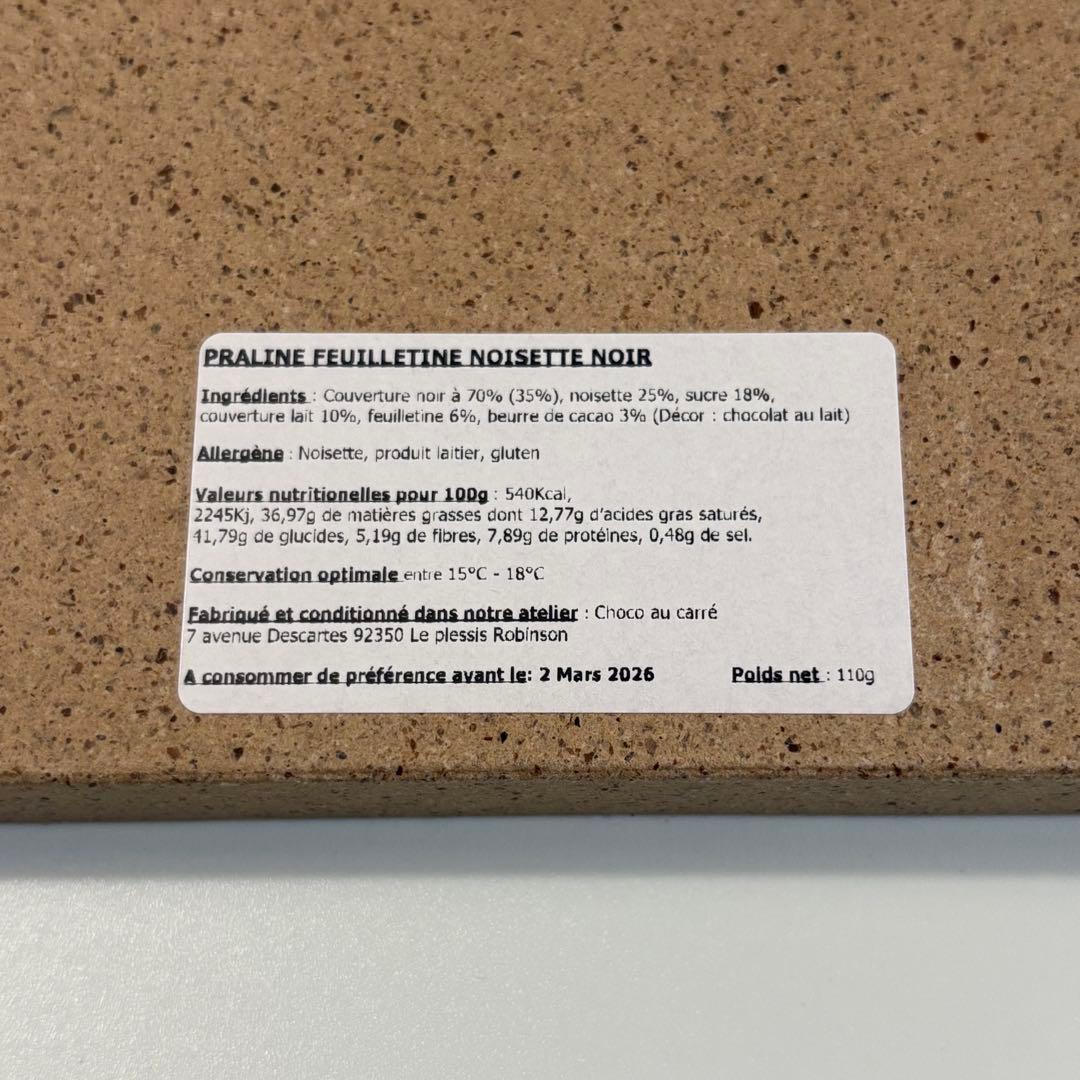 PRALINE FEUILLETINE NOISETTE NOIR
Ingrédients : Couverture noir à 70% (35%), noisette 25%, sucre 18%,
couverture lait 10%, feuilletine 6%, beurre de cacao 3% (Décor : chocolat au lait)
Allergène : Noisette, produit laitier, gluten
Valeurs nutritionelles pour 100g : 540Kcal,
2245Kj, 36,97g de matières grasses dont 12,77g d'acides gras saturés,
41,79g de glucides, 5,19g de fibres, 7,89g de protéines, 0,48g de sel.
Conservation optimale entre 15°C - 18°C
Fabriqué et conditionné dans notre atelier : Choco au carré
7 avenue Descartes 92350 Le plessis Robinson
A consommer de préférence avant le: 2 Mars 2026 Poids net : 110g